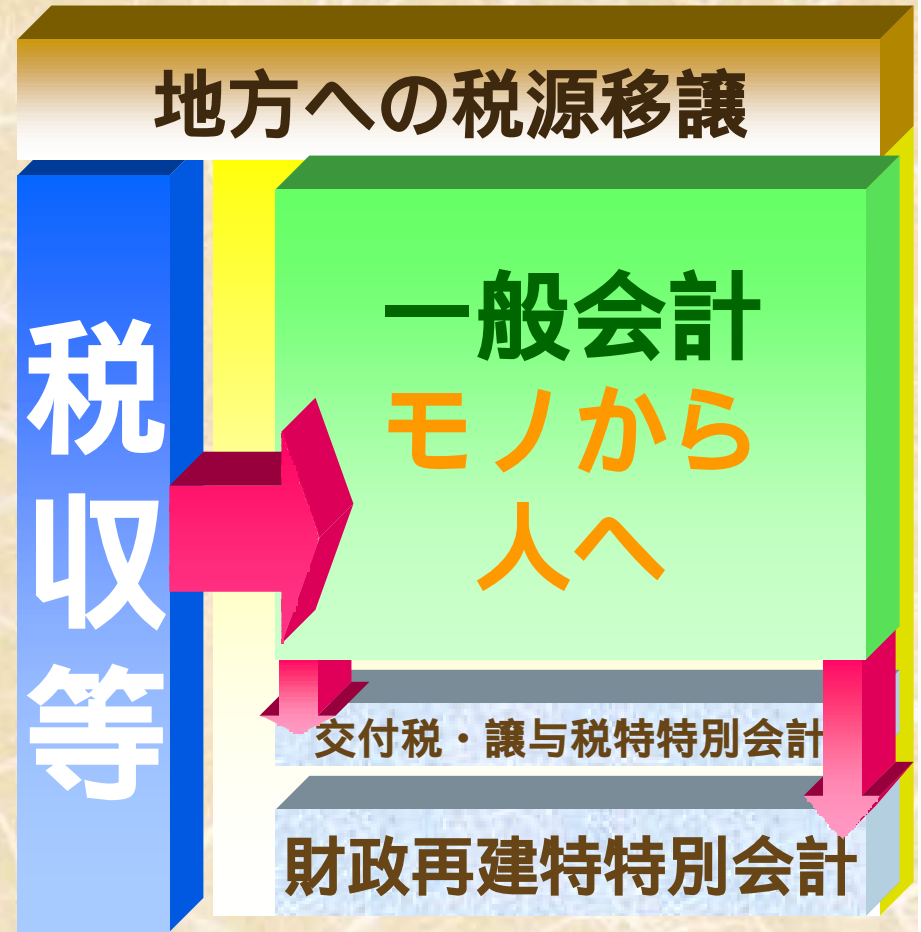 地方への税源移譲
税収等
一般会計
モノから
人へ
交付税・譲与税特特別会計
財政再建特特別会計